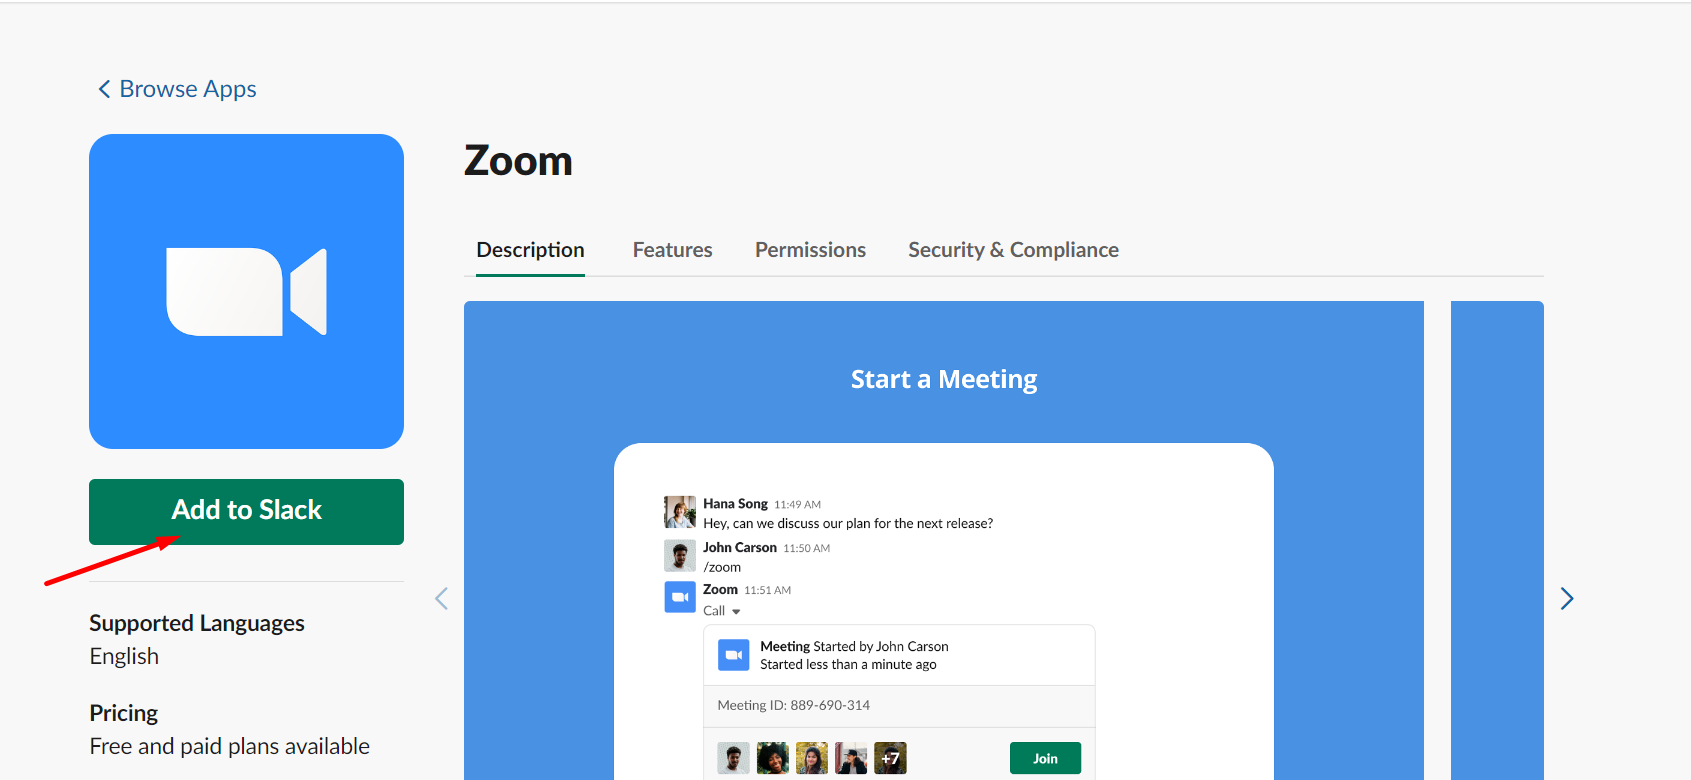 Browse Apps
Zoom
Description Features Permissions Security & Compliance
Start a Meeting
Hana Song 11:49 AM
Hey, can we discuss our plan for the next release?
John Carson 11:50 AM
/zoom
Zoom 11:51 AM
Call
Meeting Started by John Carson
Started less than a minute ago
Meeting ID: 889-690-314
+7
Join
Add to Slack
Supported Languages
English
Pricing
Free and paid plans available